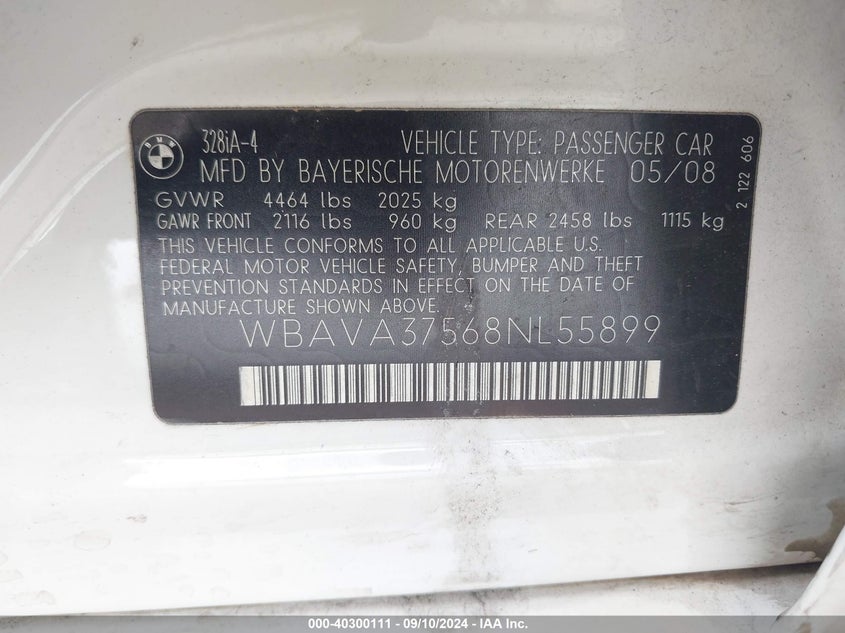 BMW
328iA-4 VEHICLE TYPE: PASSENGER CAR
MFD BY BAYERISCHE MOTORENWERKE 05/08
GVWR 4464 lbs 2025 kg
GAWR FRONT 2116 lbs 960 kg REAR 2458 lbs 1115 kg
THIS VEHICLE CONFORMS TO ALL APPLICABLE U.S.
FEDERAL MOTOR VEHICLE SAFETY, BUMPER AND THEFT
PREVENTION STANDARDS IN EFFECT ON THE DATE OF
MANUFACTURE SHOWN ABOVE.
WBAVA37568NL55899
2 122 606
000-40300111 - 09/10/2024 - IAA Inc.